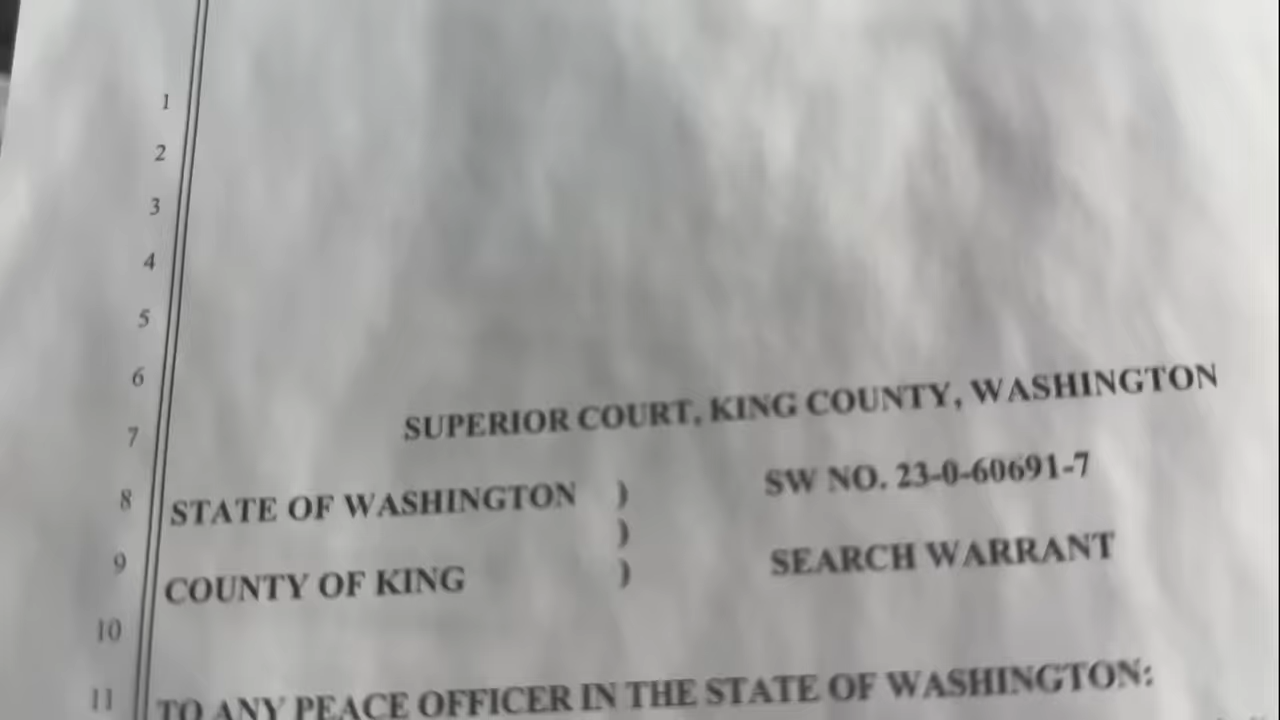 1
2
3
4
5
6
SUPERIOR COURT, KING COUNTY, WASHINGTON
7
SW NO. 23-0-60691-7
8 STATE OF WASHINGTON )
)
9 COUNTY OF KING ) SEARCH WARRANT
10
11 TO ANY PEACE OFFICER IN THE STATE OF WASHINGTON: